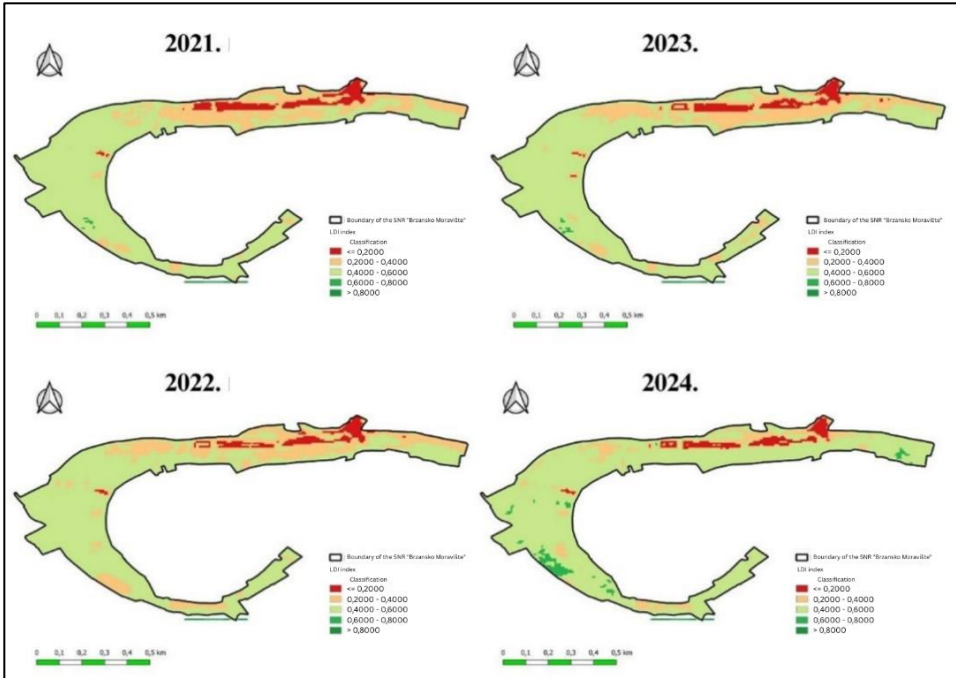 2021.
Boundary of the SNR "Brzansko Moravište"
LDI index
Classification
<= 0,2000
0,2000 - 0,4000
0,4000 - 0,6000
0,6000 - 0,8000
> 0,8000
0 0,1 0,2 0,3 0,4 0,5 km
2023.
Boundary of the SNR "Brzansko Moravište"
LDI index
Classification
<= 0,2000
0,2000 - 0,4000
0,4000 - 0,6000
0,6000 - 0,8000
> 0,8000
0 0,1 0,2 0,3 0,4 0,5 km
2022.
Boundary of the SNR "Brzansko Moravište"
LDI index
Classification
<= 0,2000
0,2000 - 0,4000
0,4000 - 0,6000
0,6000 - 0,8000
> 0,8000
0 0,1 0,2 0,3 0,4 0,5 km
2024.
Boundary of the SNR "Brzansko Moravište"
LDI index
Classification
<= 0,2000
0,2000 - 0,4000
0,4000 - 0,6000
0,6000 - 0,8000
> 0,8000
0 0,1 0,2 0,3 0,4 0,5 km